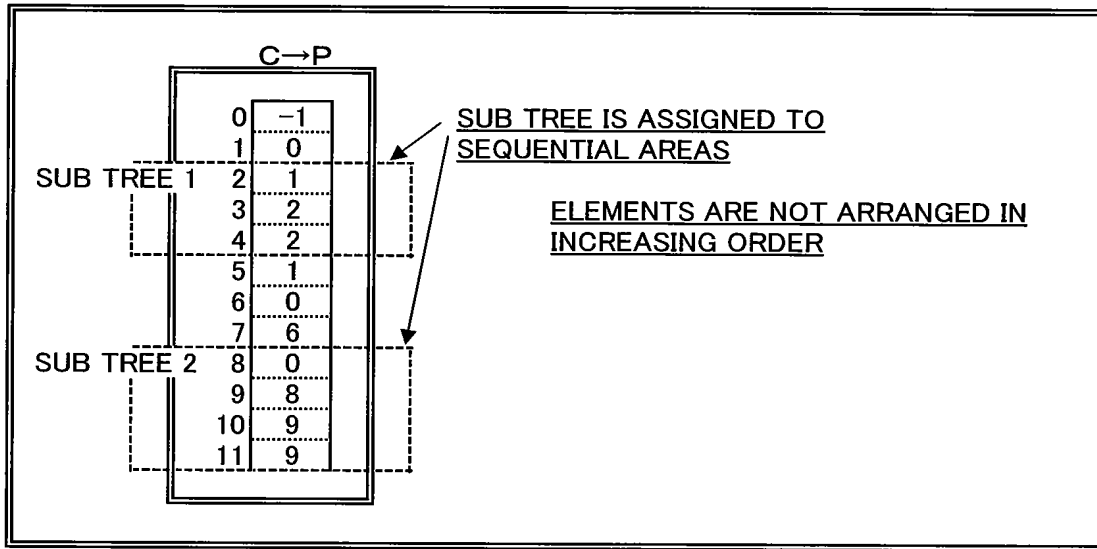 C→P
0 -1
1 0
SUB TREE 1 2 1
3 2
4 2
5 1
6 0
7 6
SUB TREE 2 8 0
9 8
10 9
11 9
SUB TREE IS ASSIGNED TO
SEQUENTIAL AREAS
ELEMENTS ARE NOT ARRANGED IN
INCREASING ORDER